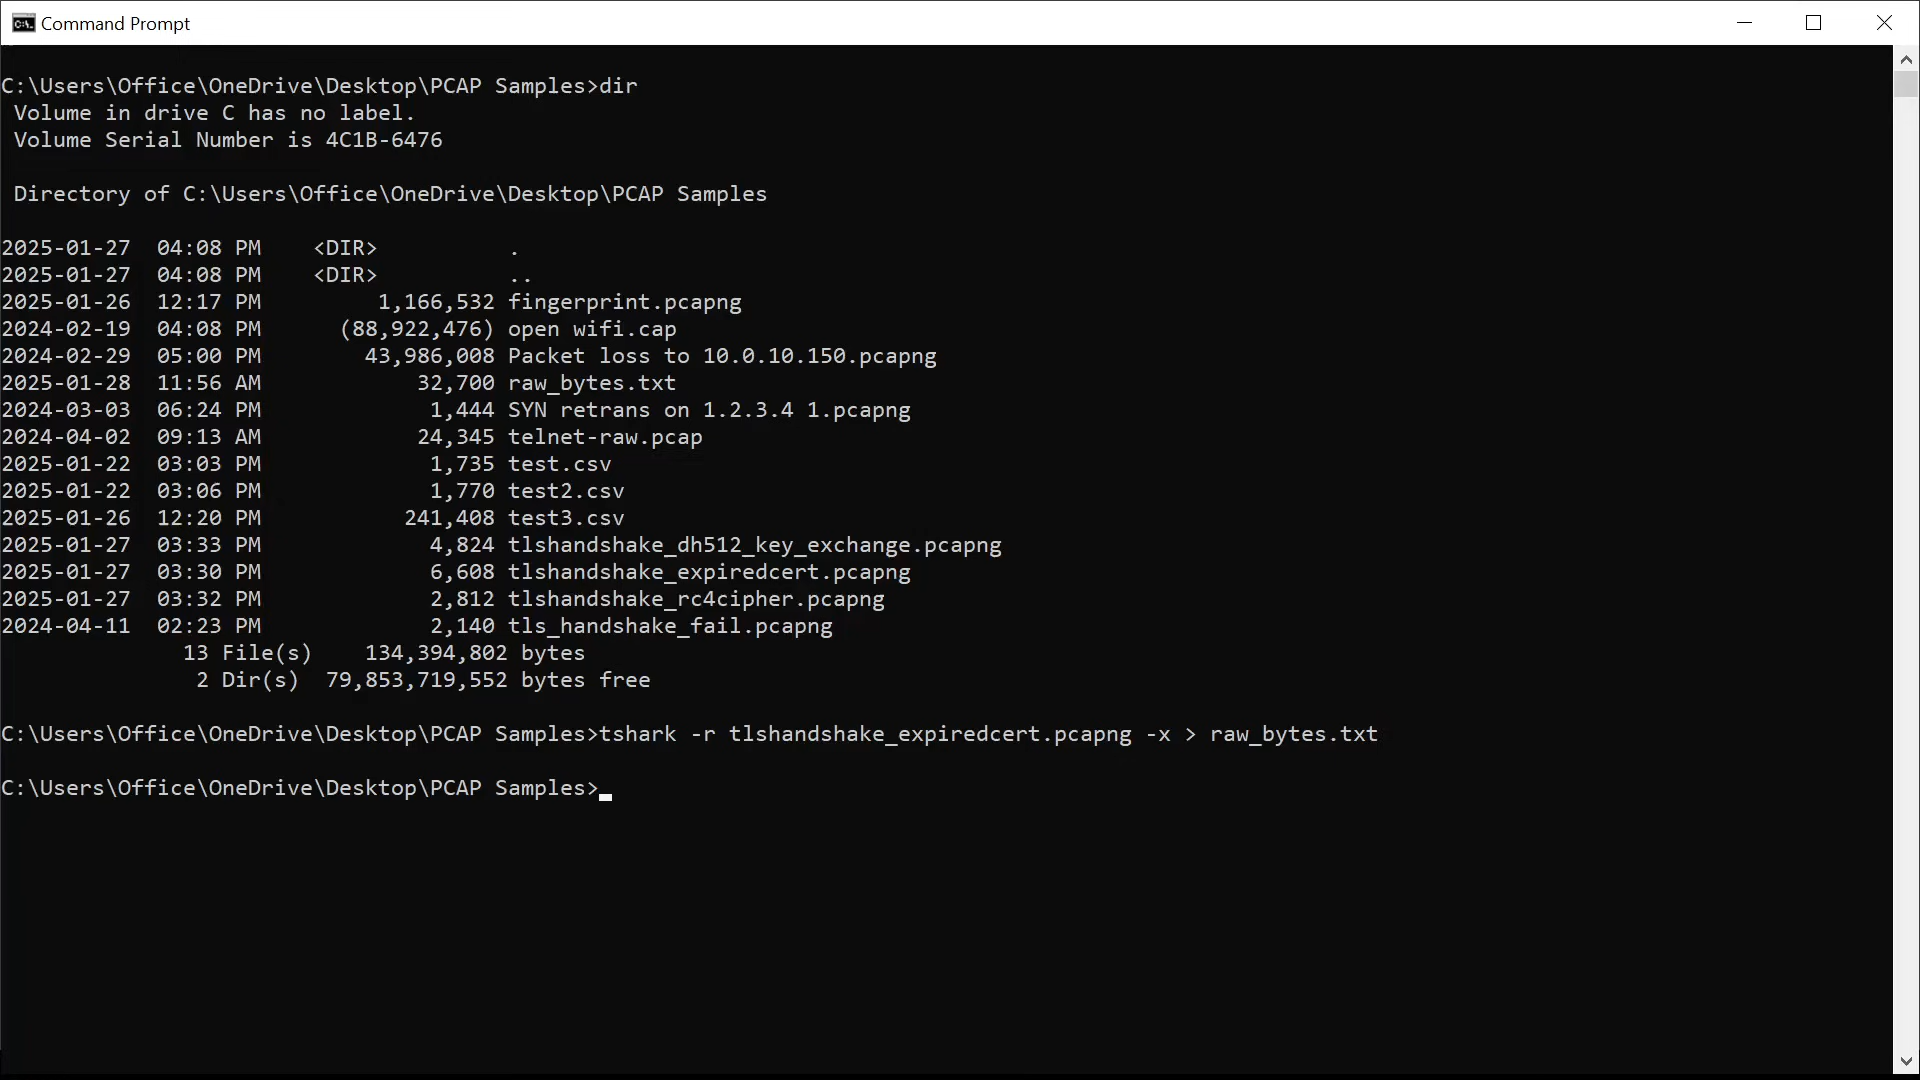 Command Prompt
C:\Users\Office\OneDrive\Desktop\PCAP Samples>dir
 Volume in drive C has no label.
 Volume Serial Number is 4C1B-6476
 Directory of C:\Users\Office\OneDrive\Desktop\PCAP Samples
2025-01-27  04:08 PM    <DIR>          .
2025-01-27  04:08 PM    <DIR>          ..
2025-01-26  12:17 PM         1,166,532 fingerprint.pcapng
2024-02-19  04:08 PM      (88,922,476) open wifi.cap
2024-02-29  05:00 PM        43,986,008 Packet loss to 10.0.10.150.pcapng
2025-01-28  11:56 AM            32,700 raw_bytes.txt
2024-03-03  06:24 PM             1,444 SYN retrans on 1.2.3.4 1.pcapng
2024-04-02  09:13 AM            24,345 telnet-raw.pcap
2025-01-22  03:03 PM             1,735 test.csv
2025-01-22  03:06 PM             1,770 test2.csv
2025-01-26  12:20 PM           241,408 test3.csv
2025-01-27  03:33 PM             4,824 tlshandshake_dh512_key_exchange.pcapng
2025-01-27  03:30 PM             6,608 tlshandshake_expiredcert.pcapng
2025-01-27  03:32 PM             2,812 tlshandshake_rc4cipher.pcapng
2024-04-11  02:23 PM             2,140 tls_handshake_fail.pcapng
              13 File(s)    134,394,802 bytes
               2 Dir(s)  79,853,719,552 bytes free
C:\Users\Office\OneDrive\Desktop\PCAP Samples>tshark -r tlshandshake_expiredcert.pcapng -x > raw_bytes.txt
C:\Users\Office\OneDrive\Desktop\PCAP Samples>